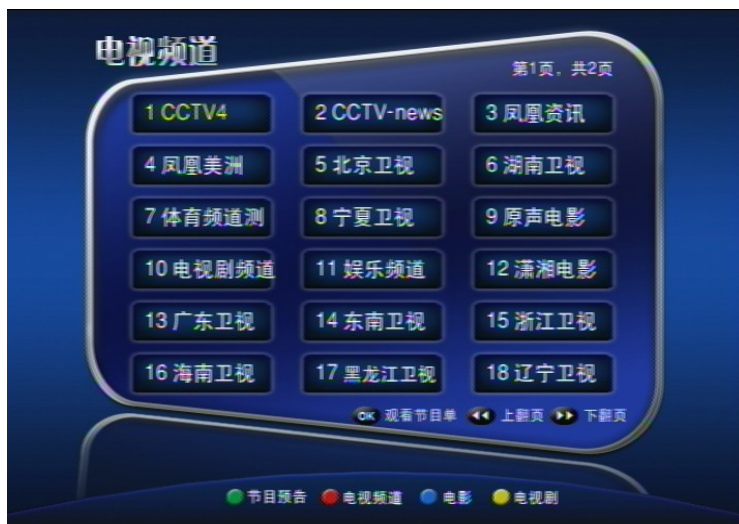 电视频道
第1页，共2页
1 CCTV4 2 CCTV-news 3 凤凰资讯
4 凤凰美洲 5 北京卫视 6 湖南卫视
7 体育频道测 8 宁夏卫视 9 原声电影
10 电视剧频道 11 娱乐频道 12 潇湘电影
13 广东卫视 14 东南卫视 15 浙江卫视
16 海南卫视 17 黑龙江卫视 18 辽宁卫视
OK 观看节目单 上翻页 下翻页
节目预告 电视频道 电影 电视剧